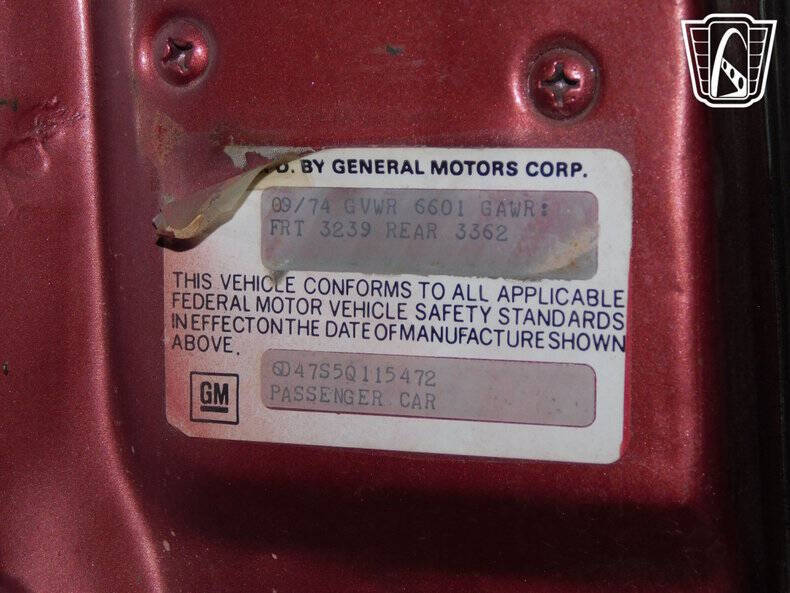 D. BY GENERAL MOTORS CORP.
09/74 GVWR 6601 GAWR:
FRT 3239 REAR 3362
THIS VEHICLE CONFORMS TO ALL APPLICABLE
FEDERAL MOTOR VEHICLE SAFETY STANDARDS
IN EFFECT ON THE DATE OF MANUFACTURE SHOWN
ABOVE.
6D47S5Q115472
PASSENGER CAR
GM